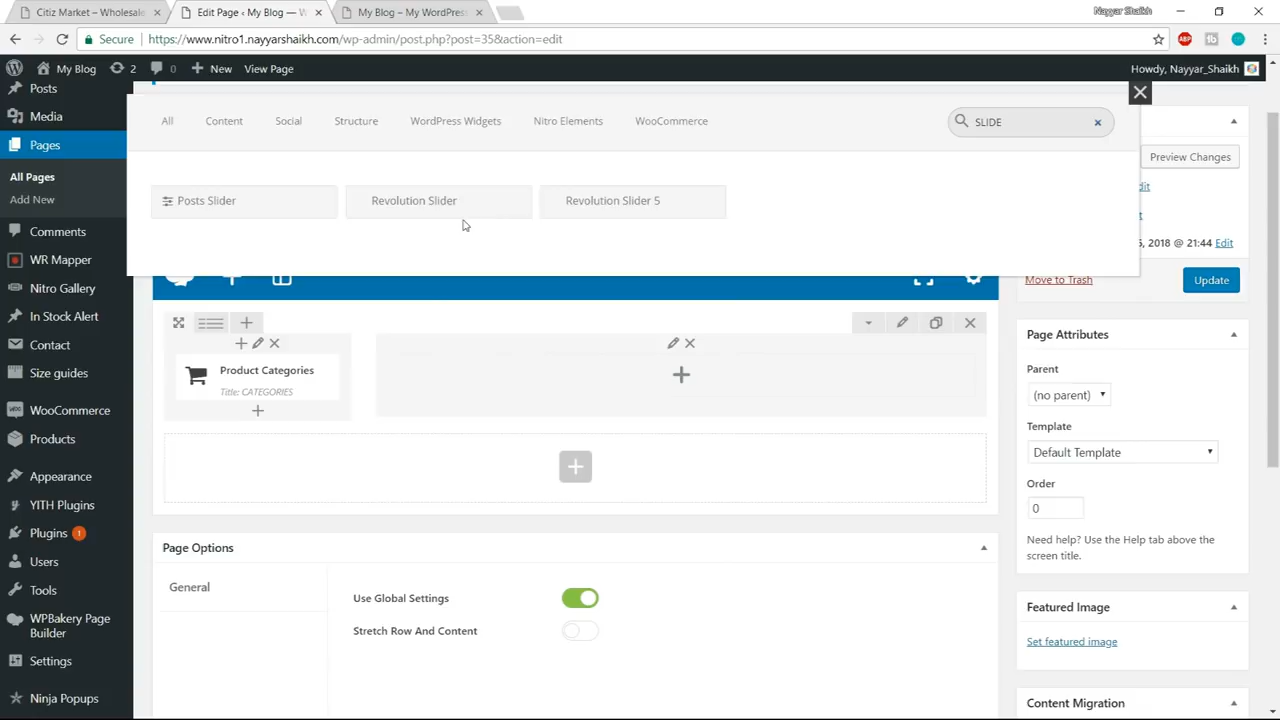 Citiz Market – Wholesale
Edit Page ‹ My Blog — W
My Blog – My WordPress
Nayyar Shaikh
Secure
https://www.nitro1.nayyarshaikh.com/wp-admin/post.php?post=35&action=edit
ABP
My Blog
2
0
New
View Page
Howdy, Nayyar_Shaikh
Posts
Media
Pages
All Pages
Add New
Comments
WR Mapper
Nitro Gallery
In Stock Alert
Contact
Size guides
WooCommerce
Products
Appearance
YITH Plugins
Plugins 1
Users
Tools
WPBakery Page
Builder
Settings
Ninja Popups
All
Content
Social
Structure
WordPress Widgets
Nitro Elements
WooCommerce
SLIDE
Posts Slider
Revolution Slider
Revolution Slider 5
Product Categories
Title: CATEGORIES
Page Options
General
Use Global Settings
Stretch Row And Content
Preview Changes
5, 2018 @ 21:44 Edit
Move to Trash
Update
Page Attributes
Parent
(no parent)
Template
Default Template
Order
0
Need help? Use the Help tab above the
screen title.
Featured Image
Set featured image
Content Migration